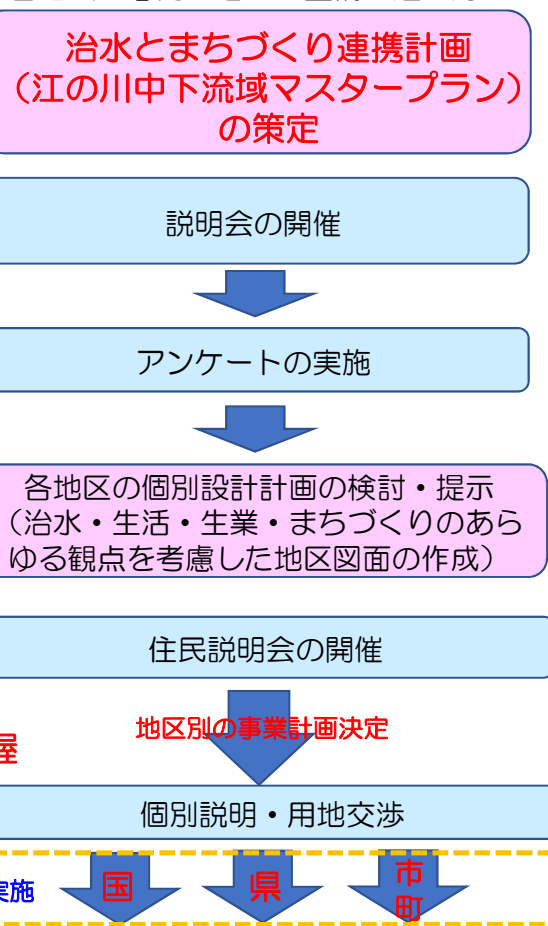 治水とまちづくり連携計画
（江の川中下流域マスタープラン）
の策定
説明会の開催
アンケートの実施
各地区の個別設計計画の検討・提示
（治水・生活・生業・まちづくりのあら
ゆる観点を考慮した地区図面の作成）
住民説明会の開催
地区別の事業計画決定
屋
個別説明・用地交渉
実施
国
県
市
町